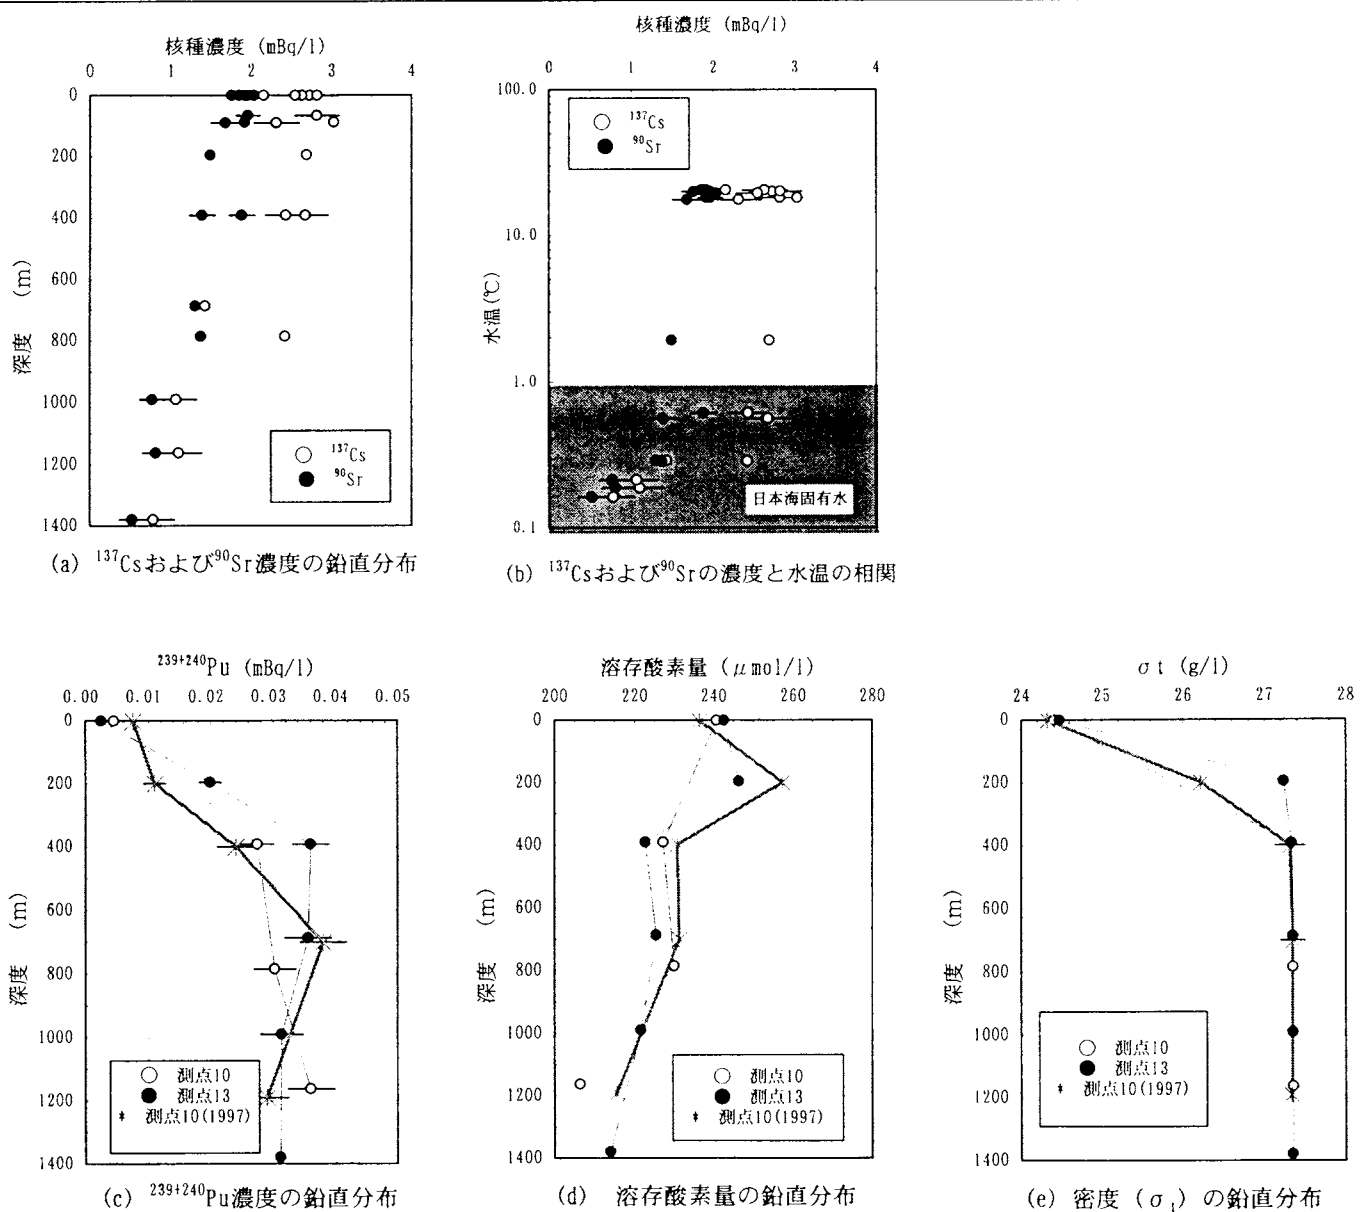 核種濃度 (mBq/l)
0 1 2 3 4
0
200
400
600
800
1000
1200
1400
深度 (m)
○ ¹³⁷Cs
● ⁹⁰Sr
(a) ¹³⁷Csおよび⁹⁰Sr濃度の鉛直分布
核種濃度 (mBq/l)
0 1 2 3 4
100.0
10.0
1.0
0.1
水温(℃)
○ ¹³⁷Cs
● ⁹⁰Sr
日本海固有水
(b) ¹³⁷Csおよび⁹⁰Srの濃度と水温の相関
²³⁹⁺²⁴⁰Pu (mBq/l)
0.00 0.01 0.02 0.03 0.04 0.05
0
200
400
600
800
1000
1200
1400
深度 (m)
○ 測点10
● 測点13
* 測点10(1997)
(c) ²³⁹⁺²⁴⁰Pu濃度の鉛直分布
溶存酸素量 (μmol/l)
200 220 240 260 280
0
200
400
600
800
1000
1200
1400
深度 (m)
○ 測点10
● 測点13
* 測点10(1997)
(d) 溶存酸素量の鉛直分布
σt (g/l)
24 25 26 27 28
0
200
400
600
800
1000
1200
1400
深度 (m)
○ 測点10
● 測点13
* 測点10(1997)
(e) 密度 (σₜ) の鉛直分布